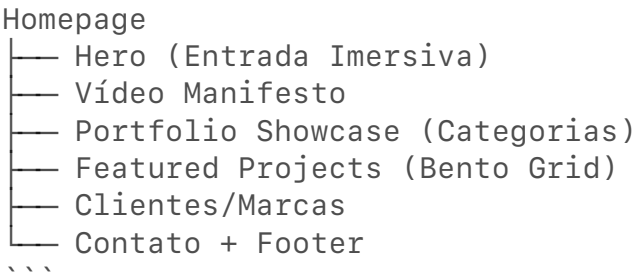 Homepage
├── Hero (Entrada Imersiva)
├── Vídeo Manifesto
├── Portfolio Showcase (Categorias)
├── Featured Projects (Bento Grid)
├── Clientes/Marcas
└── Contato + Footer
```